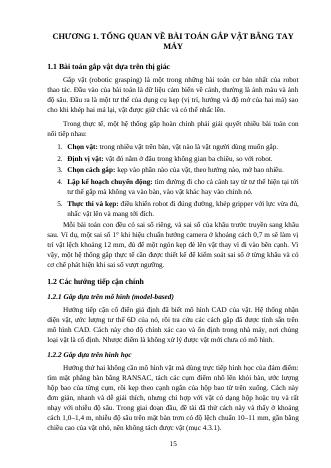 CHƯƠNG 1. TỔNG QUAN VỀ BÀI TOÁN GẮP VẬT BẰNG TAY
MÁY
1.1 Bài toán gắp vật dựa trên thị giác
Gắp vật (robotic grasping) là một trong những bài toán cơ bản nhất của robot
thao tác. Đầu vào của bài toán là dữ liệu cảm biến về cảnh, thường là ảnh màu và ảnh
độ sâu. Đầu ra là một tư thế của dụng cụ kẹp (vị trí, hướng và độ mở của hai má) sao
cho khi khép hai má lại, vật được giữ chắc và có thể nhấc lên.
Trong thực tế, một hệ thống gắp hoàn chỉnh phải giải quyết nhiều bài toán con
nối tiếp nhau:
1. Chọn vật: trong nhiều vật trên bàn, vật nào là vật người dùng muốn gắp.
2. Định vị vật: vật đó nằm ở đâu trong không gian ba chiều, so với robot.
3. Chọn cách gắp: kẹp vào phần nào của vật, theo hướng nào, mở bao nhiêu.
4. Lập kế hoạch chuyển động: tìm đường đi cho cả cánh tay từ tư thế hiện tại tới
tư thế gắp mà không va vào bàn, vào vật khác hay vào chính nó.
5. Thực thi và kẹp: điều khiển robot đi đúng đường, khép gripper với lực vừa đủ,
nhấc vật lên và mang tới đích.
Mỗi bài toán con đều có sai số riêng, và sai số của khâu trước truyền sang khâu
sau. Ví dụ, một sai số 1° khi hiệu chuẩn hướng camera ở khoảng cách 0,7 m sẽ làm vị
trí vật lệch khoảng 12 mm, đủ để một ngón kẹp đè lên vật thay vì đi vào bên cạnh. Vì
vậy, một hệ thống gắp thực tế cần được thiết kế để kiểm soát sai số ở từng khâu và có
cơ chế phát hiện khi sai số vượt ngưỡng.
1.2 Các hướng tiếp cận chính
1.2.1 Gắp dựa trên mô hình (model-based)
Hướng tiếp cận cổ điển giả định đã biết mô hình CAD của vật. Hệ thống nhận
diện vật, ước lượng tư thế 6D của nó, rồi tra cứu các cách gắp đã được tính sẵn trên
mô hình CAD. Cách này cho độ chính xác cao và ổn định trong nhà máy, nơi chủng
loại vật là cố định. Nhược điểm là không xử lý được vật mới chưa có mô hình.
1.2.2 Gắp dựa trên hình học
Hướng thứ hai không cần mô hình vật mà dùng trực tiếp hình học của đám điểm:
tìm mặt phẳng bàn bằng RANSAC, tách các cụm điểm nhô lên khỏi bàn, ước lượng
hộp bao của từng cụm, rồi kẹp theo cạnh ngắn của hộp bao từ trên xuống. Cách này
đơn giản, nhanh và dễ giải thích, nhưng chỉ hợp với vật có dạng hộp hoặc trụ và rất
nhạy với nhiễu độ sâu. Trong giai đoạn đầu, đề tài đã thử cách này và thấy ở khoảng
cách 1,0–1,4 m, nhiễu độ sâu trên mặt bàn trơn có độ lệch chuẩn 10–11 mm, gần bằng
chiều cao của vật nhỏ, nên không tách được vật (mục 4.3.1).
15